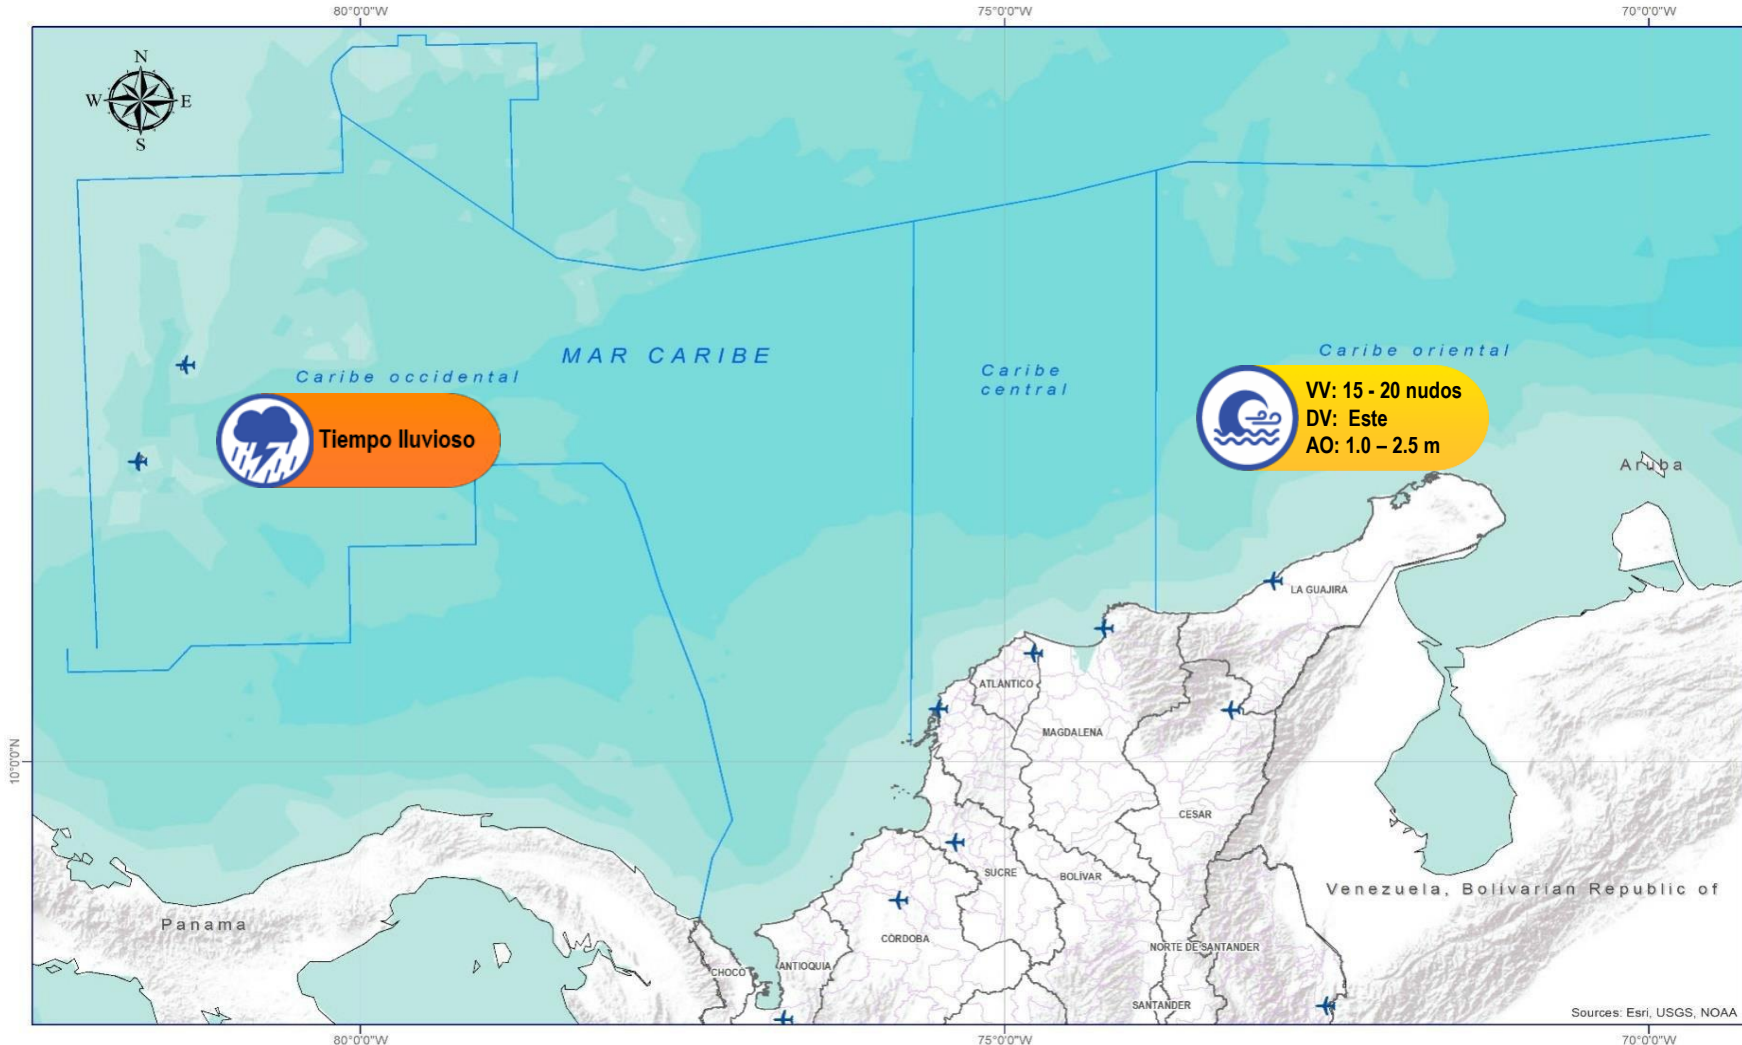 80°0'0"W
75°0'0"W
70°0'0"W
N
W
E
S
MAR CARIBE
Caribe occidental
Caribe
central
Caribe oriental
Tiempo lluvioso
VV: 15 - 20 nudos
DV: Este
AO: 1.0 – 2.5 m
Aruba
LA GUAJIRA
ATLÁNTICO
MAGDALENA
10°0'0"N
CESAR
SUCRE
BOLÍVAR
Venezuela, Bolivarian Republic of
Panama
CÓRDOBA
NORTE DE SANTANDER
CHOCÓ
ANTIOQUIA
SANTANDER
Sources: Esri, USGS, NOAA
80°0'0"W
75°0'0"W
70°0'0"W